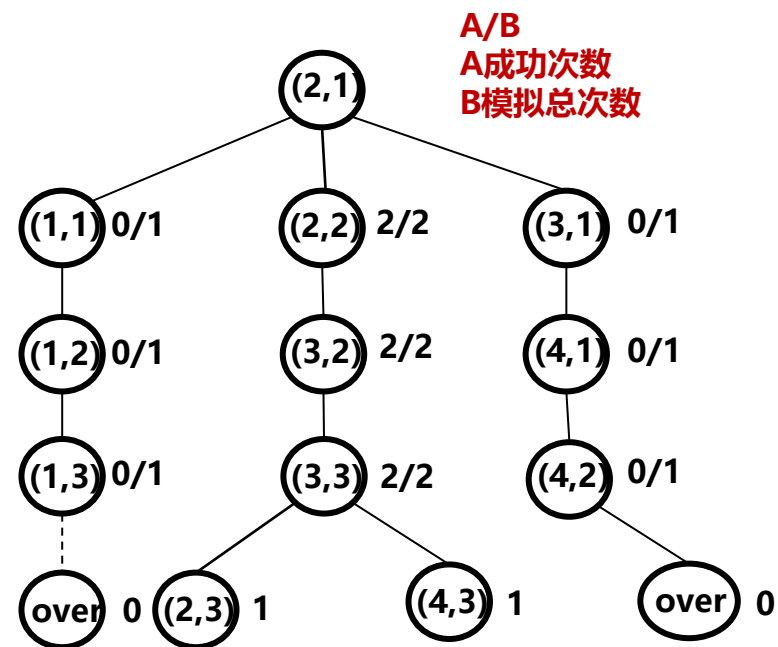 A/B
A成功次数
B模拟总次数
(2,1)
(1,1) 0/1
(2,2) 2/2
(3,1) 0/1
(1,2) 0/1
(3,2) 2/2
(4,1) 0/1
(1,3) 0/1
(3,3) 2/2
(4,2) 0/1
over 0
(2,3) 1
(4,3) 1
over 0